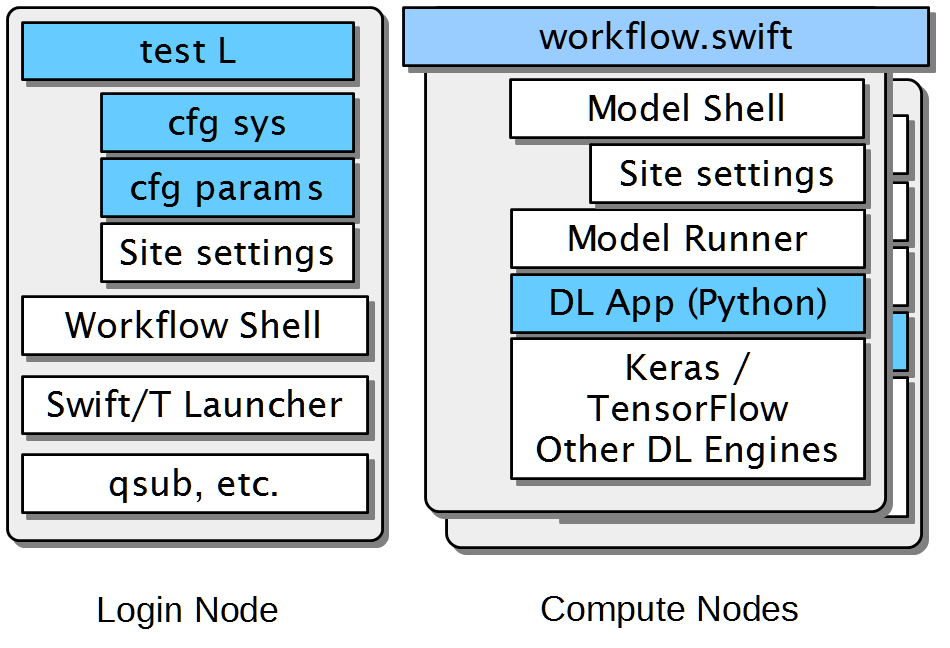 test L
cfg sys
cfg params
Site settings
Workflow Shell
Swift/T Launcher
qsub, etc.
Login Node
workflow.swift
Model Shell
Site settings
Model Runner
DL App (Python)
Keras /
TensorFlow
Other DL Engines
Compute Nodes